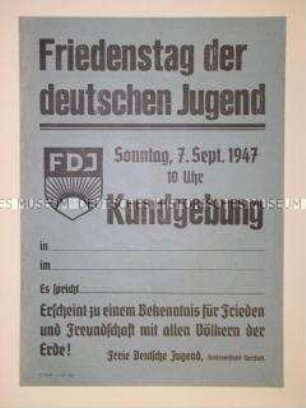 Friedenstag der
deutschen Jugend
FDJ
Sonntag, 7. Sept. 1947
10 Uhr
Kundgebung
in
im
Es spricht
Erscheint zu einem Bekenntnis für Frieden
und Freundschaft mit allen Völkern der
Erde!
Freie Deutsche Jugend,